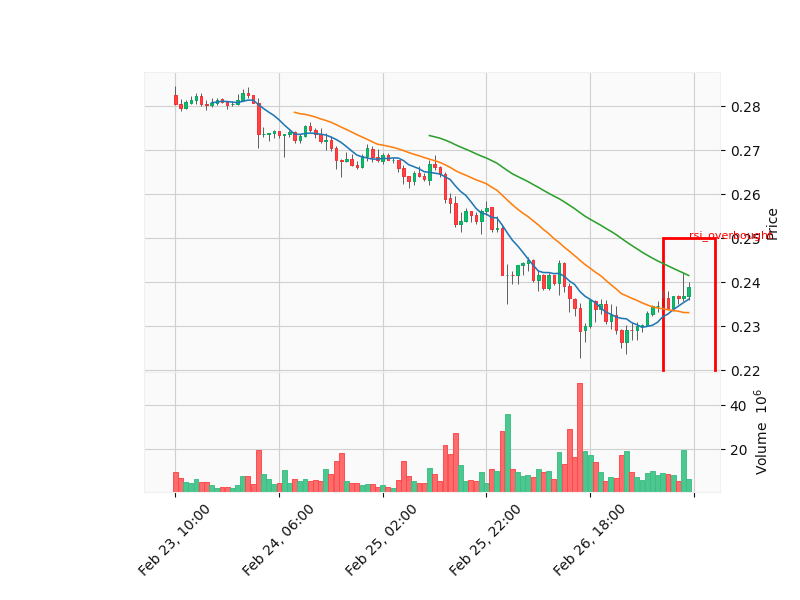 0.28
0.27
0.26
0.25
0.24
0.23
0.22
Price
rsi_overbought
40
20
Volume 10⁶
Feb 23, 10:00
Feb 24, 06:00
Feb 25, 02:00
Feb 25, 22:00
Feb 26, 18:00